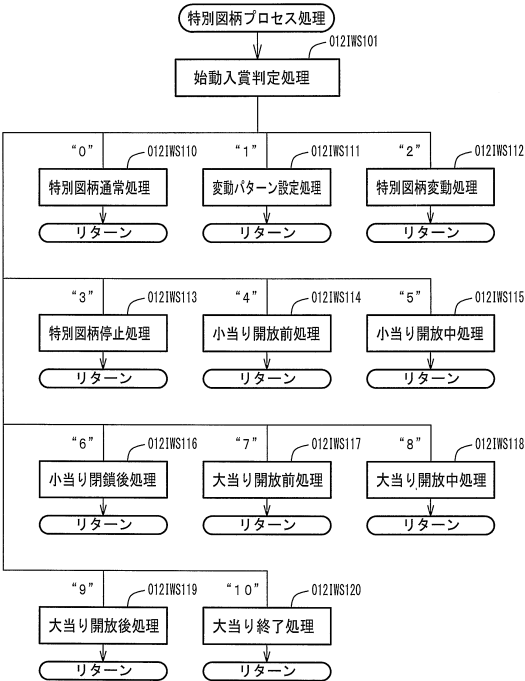 特別図柄プロセス処理
012IWS101
始動入賞判定処理
“0”
012IWS110
“1”
012IWS111
“2”
012IWS112
特別図柄通常処理
変動パターン設定処理
特別図柄変動処理
リターン
リターン
リターン
“3”
012IWS113
“4”
012IWS114
“5”
012IWS115
特別図柄停止処理
小当り開放前処理
小当り開放中処理
リターン
リターン
リターン
“6”
012IWS116
“7”
012IWS117
“8”
012IWS118
小当り閉鎖後処理
大当り開放前処理
大当り開放中処理
リターン
リターン
リターン
“9”
012IWS119
“10”
012IWS120
大当り開放後処理
大当り終了処理
リターン
リターン